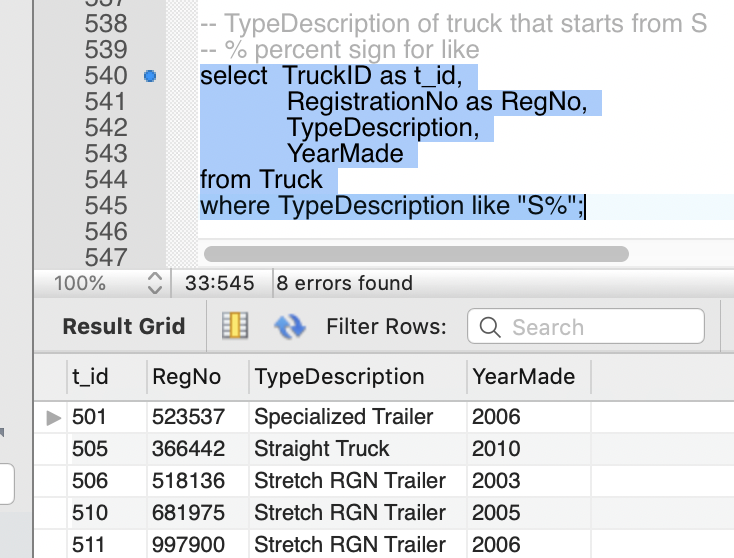 537
538 -- TypeDescription of truck that starts from S
539 -- % percent sign for like
540 select TruckID as t_id,
541 RegistrationNo as RegNo,
542 TypeDescription,
543 YearMade
544 from Truck
545 where TypeDescription like "S%";
546
547
100% 33:545 8 errors found
Result Grid Filter Rows: Search
t_id RegNo TypeDescription YearMade
501 523537 Specialized Trailer 2006
505 366442 Straight Truck 2010
506 518136 Stretch RGN Trailer 2003
510 681975 Stretch RGN Trailer 2005
511 997900 Stretch RGN Trailer 2006